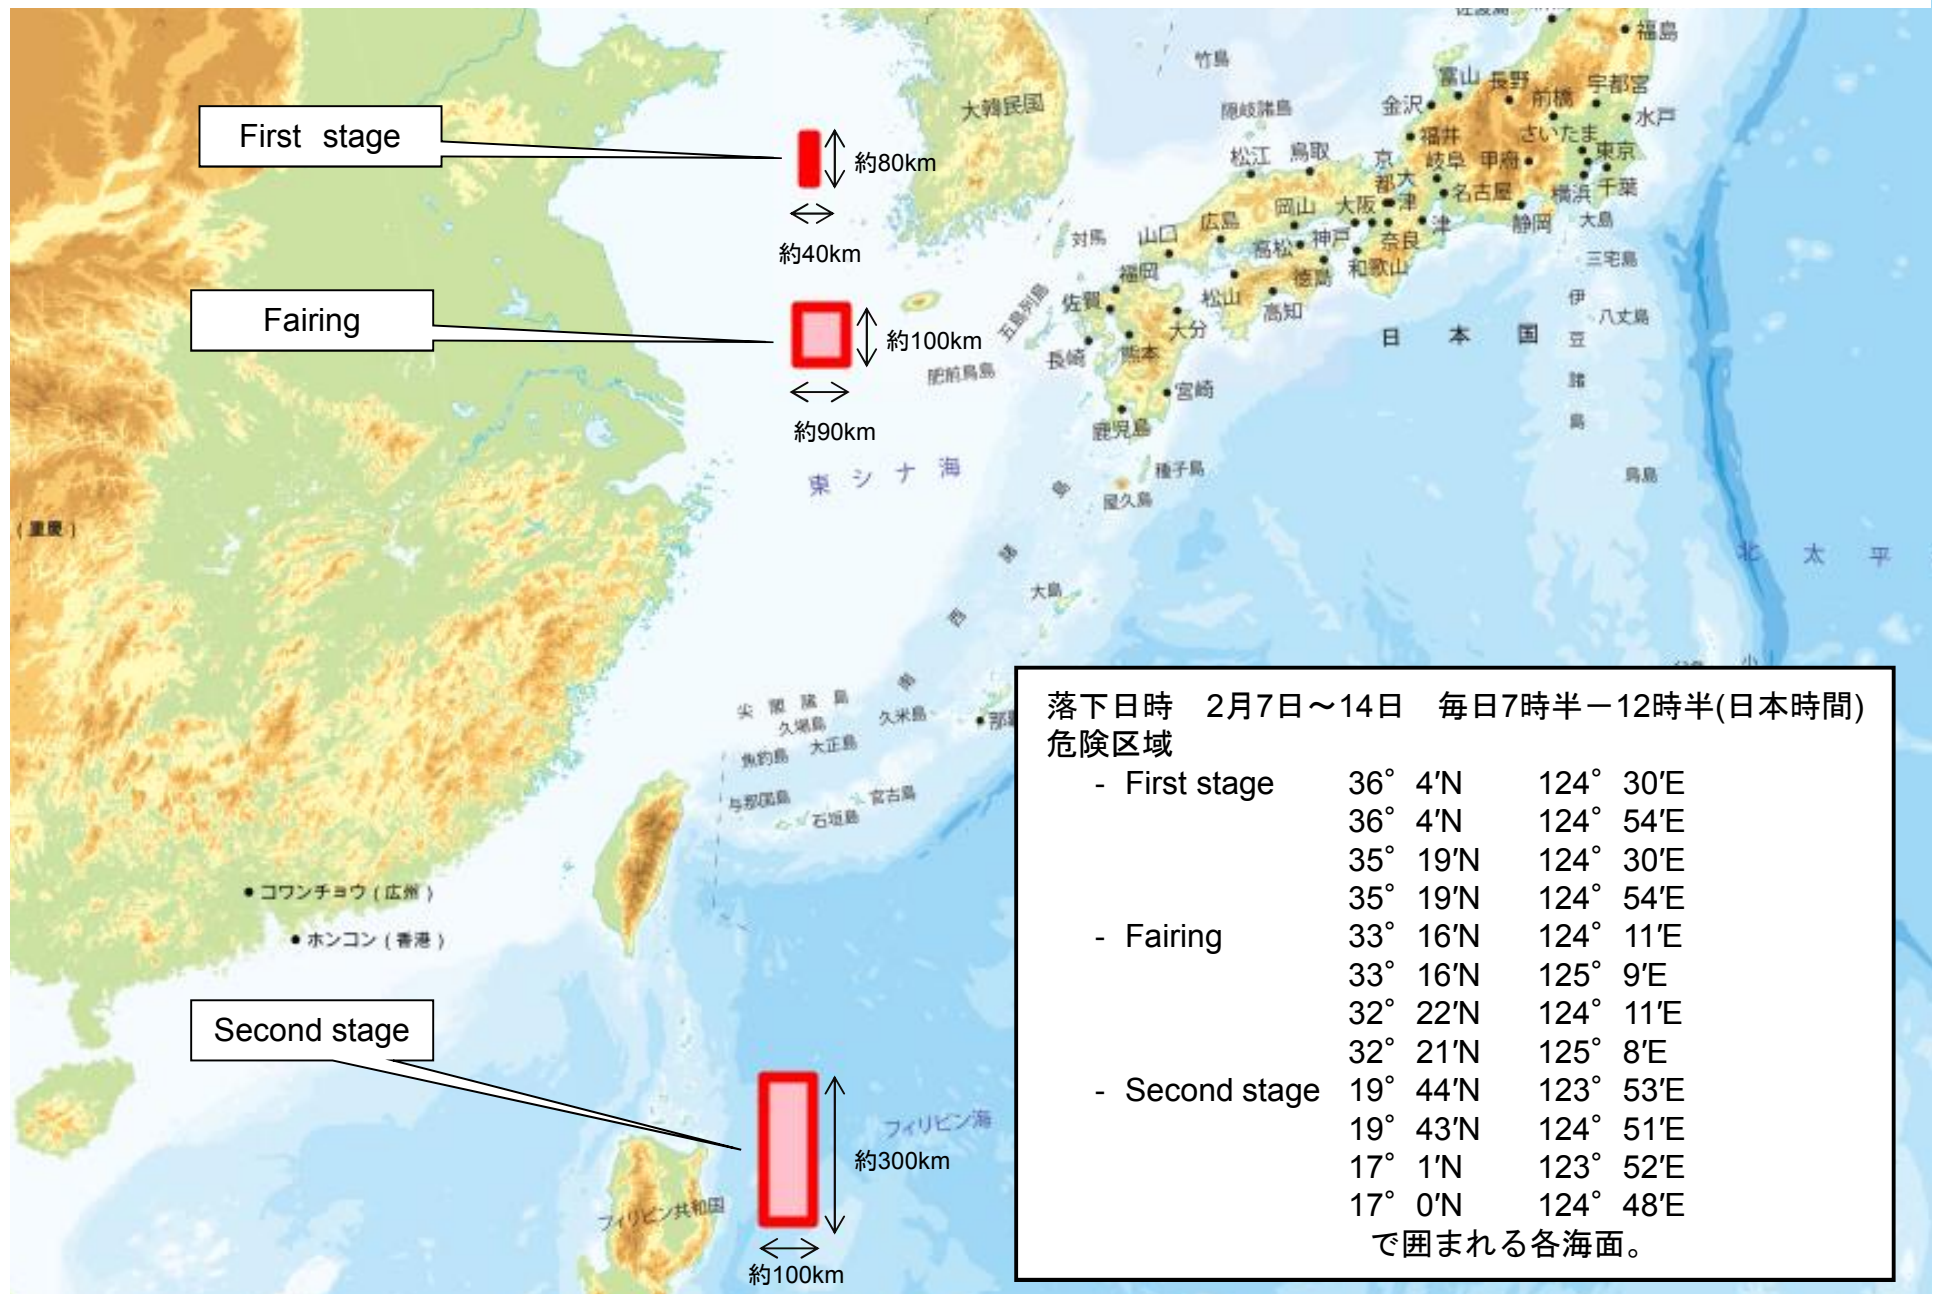 福島
竹島
富山
長野
前橋
宇都宮
金沢
隠岐諸島
水戸
大韓民国
First stage
福井
さいたま
約80km
松江
鳥取
京都
岐阜
甲府
東京
大津
名古屋
横浜
千葉
岡山
大阪
広島
神戸
津
静岡
大島
対馬
山口
高松
奈良
約40km
和歌山
三宅島
福岡
徳島
佐賀
松山
高知
伊豆諸島
八丈島
五島列島
Fairing
大分
日本国
約100km
長崎
熊本
肥前鳥島
宮崎
約90km
鹿児島
東シナ海
種子島
鳥島
屋久島
(重慶)
北太平
大島
南西諸島
尖閣諸島
久場島
久米島
大正島
魚釣島
与那国島
宮古島
石垣島
コワンチョウ(広州)
ホンコン(香港)
Second stage
フィリピン海
約300km
フィリピン共和国
約100km
落下日時 2月7日～14日 毎日7時半－12時半(日本時間)
危険区域
- First stage 36° 4′N 124° 30′E
36° 4′N 124° 54′E
35° 19′N 124° 30′E
35° 19′N 124° 54′E
- Fairing 33° 16′N 124° 11′E
33° 16′N 125° 9′E
32° 22′N 124° 11′E
32° 21′N 125° 8′E
- Second stage 19° 44′N 123° 53′E
19° 43′N 124° 51′E
17° 1′N 123° 52′E
17° 0′N 124° 48′E
で囲まれる各海面。